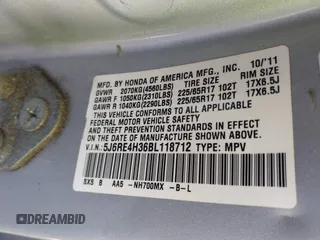 MFD. BY HONDA OF AMERICA MFG., INC. 10/'11
GVWR 2070KG(4560LBS) TIRE SIZE RIM SIZE
GAWR F 1050KG(2310LBS) 225/65R17 102T 17X6.5J
GAWR R 1040KG(2290LBS) 225/65R17 102T 17X6.5J
THIS VEHICLE CONFORMS TO ALL APPLICABLE
FEDERAL MOTOR VEHICLE SAFETY AND
THEFT PREVENTION STANDARDS IN EFFECT
ON THE DATE OF MANUFACTURE SHOWN ABOVE.
V.I.N.: 5J6RE4H36BL118712 TYPE: MPV
SXS B AA5 -NH700MX -B-L
DREAMBID